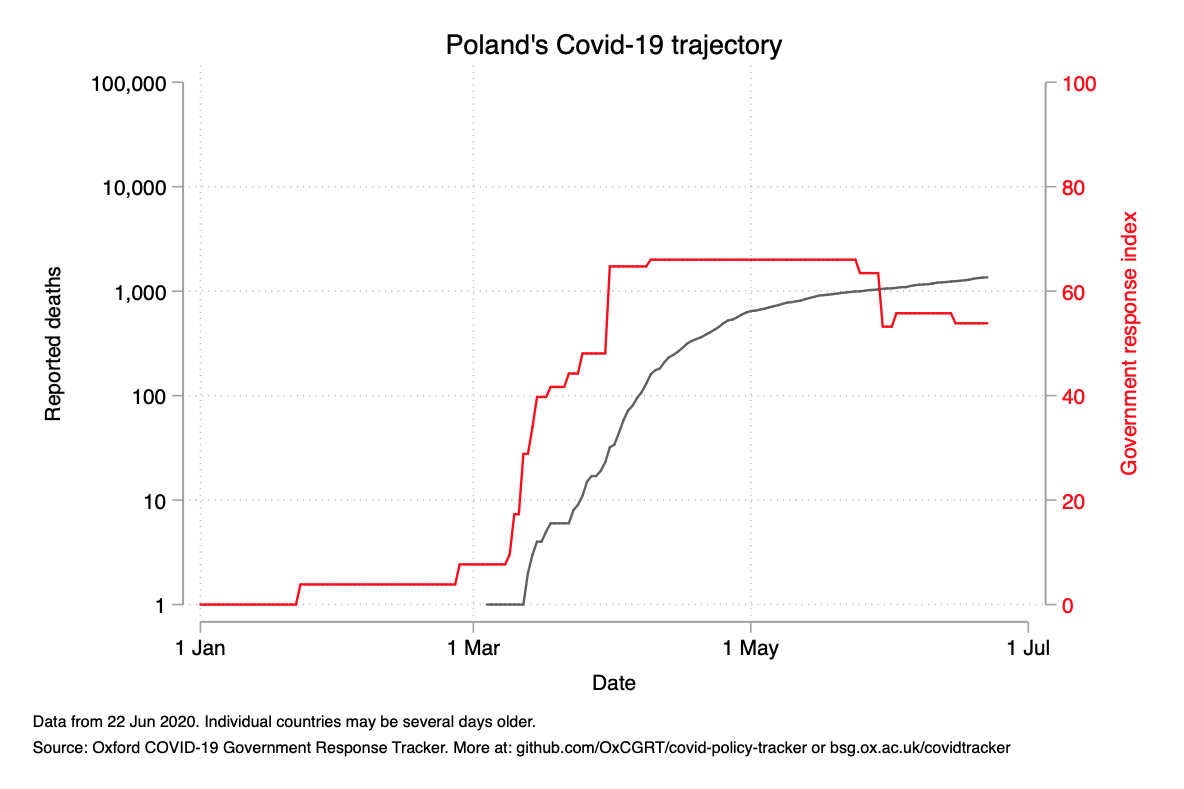 Poland's Covid-19 trajectory
100,000
10,000
1,000
100
10
1
Reported deaths
100
80
60
40
20
0
Government response index
1 Jan
1 Mar
1 May
1 Jul
Date
Data from 22 Jun 2020. Individual countries may be several days older.
Source: Oxford COVID-19 Government Response Tracker. More at: github.com/OxCGRT/covid-policy-tracker or bsg.ox.ac.uk/covidtracker